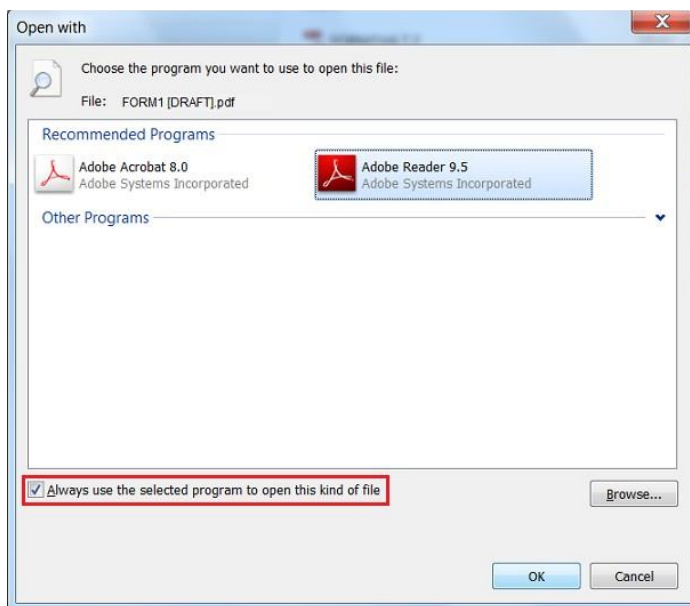 Open with
Choose the program you want to use to open this file:
File: FORM1 [DRAFT].pdf
Recommended Programs
Adobe Acrobat 8.0
Adobe Systems Incorporated
Adobe Reader 9.5
Adobe Systems Incorporated
Other Programs
Always use the selected program to open this kind of file
Browse...
OK
Cancel